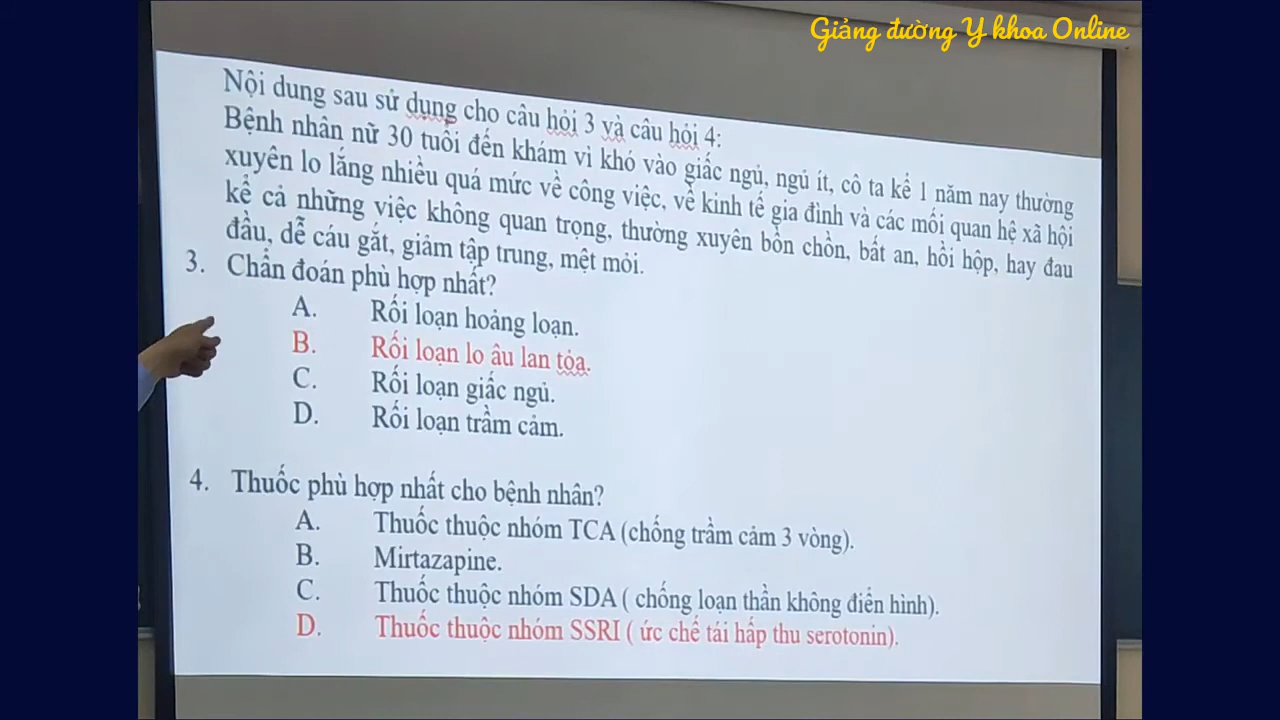 Giảng đường Y khoa Online
Nội dung sau sử dụng cho câu hỏi 3 và câu hỏi 4:
Bệnh nhân nữ 30 tuổi đến khám vì khó vào giấc ngủ, ngủ ít, cô ta kể 1 năm nay thường
xuyên lo lắng nhiều quá mức về công việc, về kinh tế gia đình và các mối quan hệ xã hội
kể cả những việc không quan trọng, thường xuyên bồn chồn, bất an, hồi hộp, hay đau
đầu, dễ cáu gắt, giảm tập trung, mệt mỏi.
3. Chẩn đoán phù hợp nhất?
A. Rối loạn hoảng loạn.
B. Rối loạn lo âu lan tỏa.
C. Rối loạn giấc ngủ.
D. Rối loạn trầm cảm.
4. Thuốc phù hợp nhất cho bệnh nhân?
A. Thuốc thuộc nhóm TCA (chống trầm cảm 3 vòng).
B. Mirtazapine.
C. Thuốc thuộc nhóm SDA ( chống loạn thần không điển hình).
D. Thuốc thuộc nhóm SSRI ( ức chế tái hấp thu serotonin).